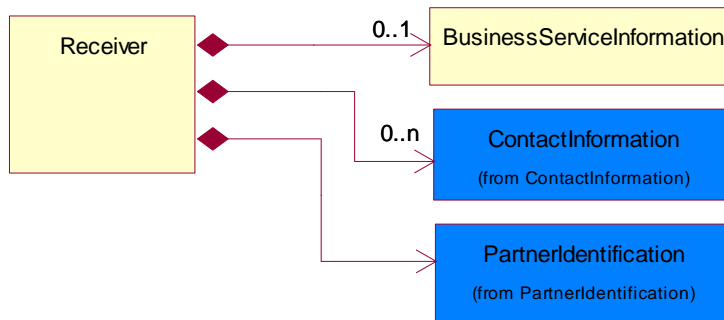 Receiver
0..1
BusinessServiceInformation
0..n
ContactInformation
(from ContactInformation)
PartnerIdentification
(from PartnerIdentification)